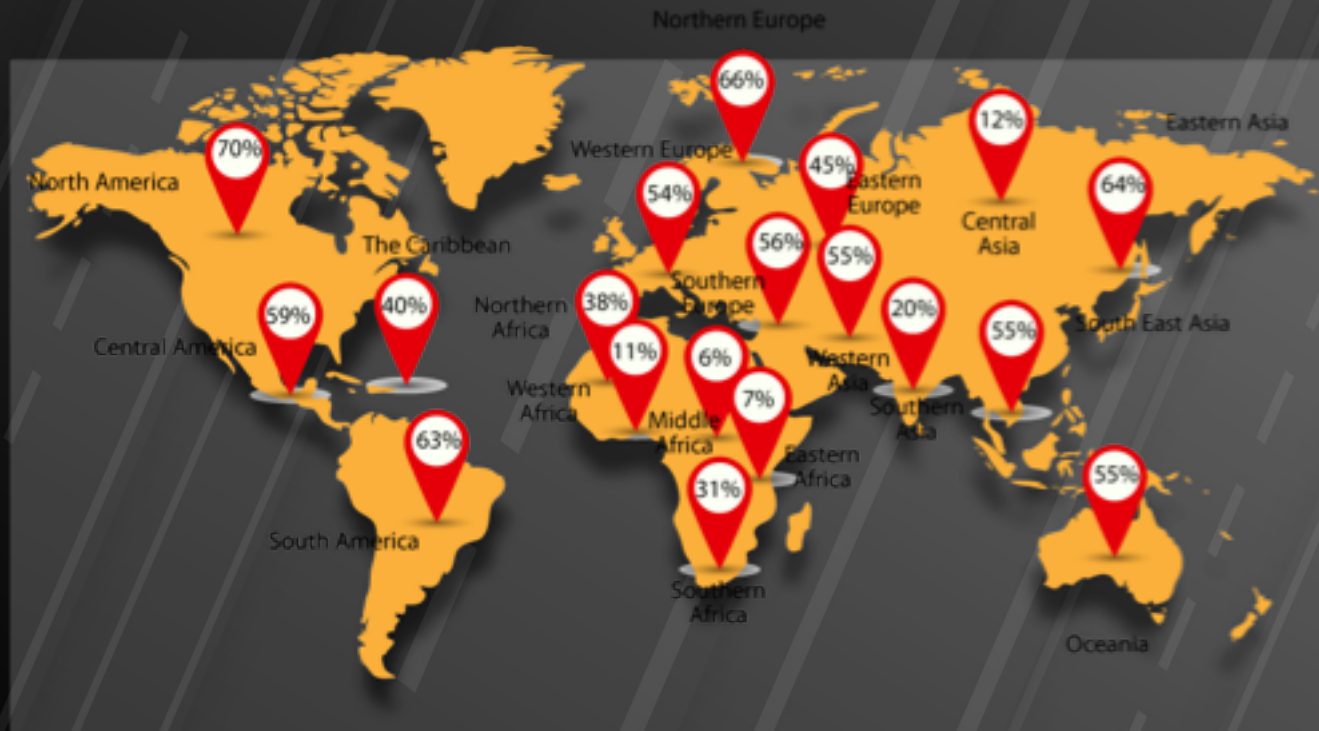 Northern Europe
66%
12%
Eastern Asia
70%
Western Europe
45%
North America
54%
Eastern
Europe
64%
Central
Asia
The Caribbean
56%
55%
Southern
Europe
59%
40%
Northern
Africa
38%
20%
55%
South East Asia
Central America
11%
6%
Western
Asia
Western
Africa
7%
Middle
Africa
Southern
Asia
63%
Eastern
Africa
31%
55%
South America
Southern
Africa
Oceania